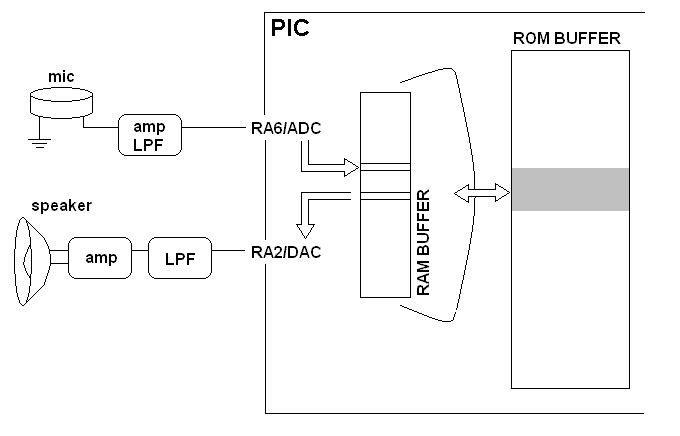 PIC
ROM BUFFER
mic
amp
LPF
RA6/ADC
RAM BUFFER
speaker
amp
LPF
RA2/DAC